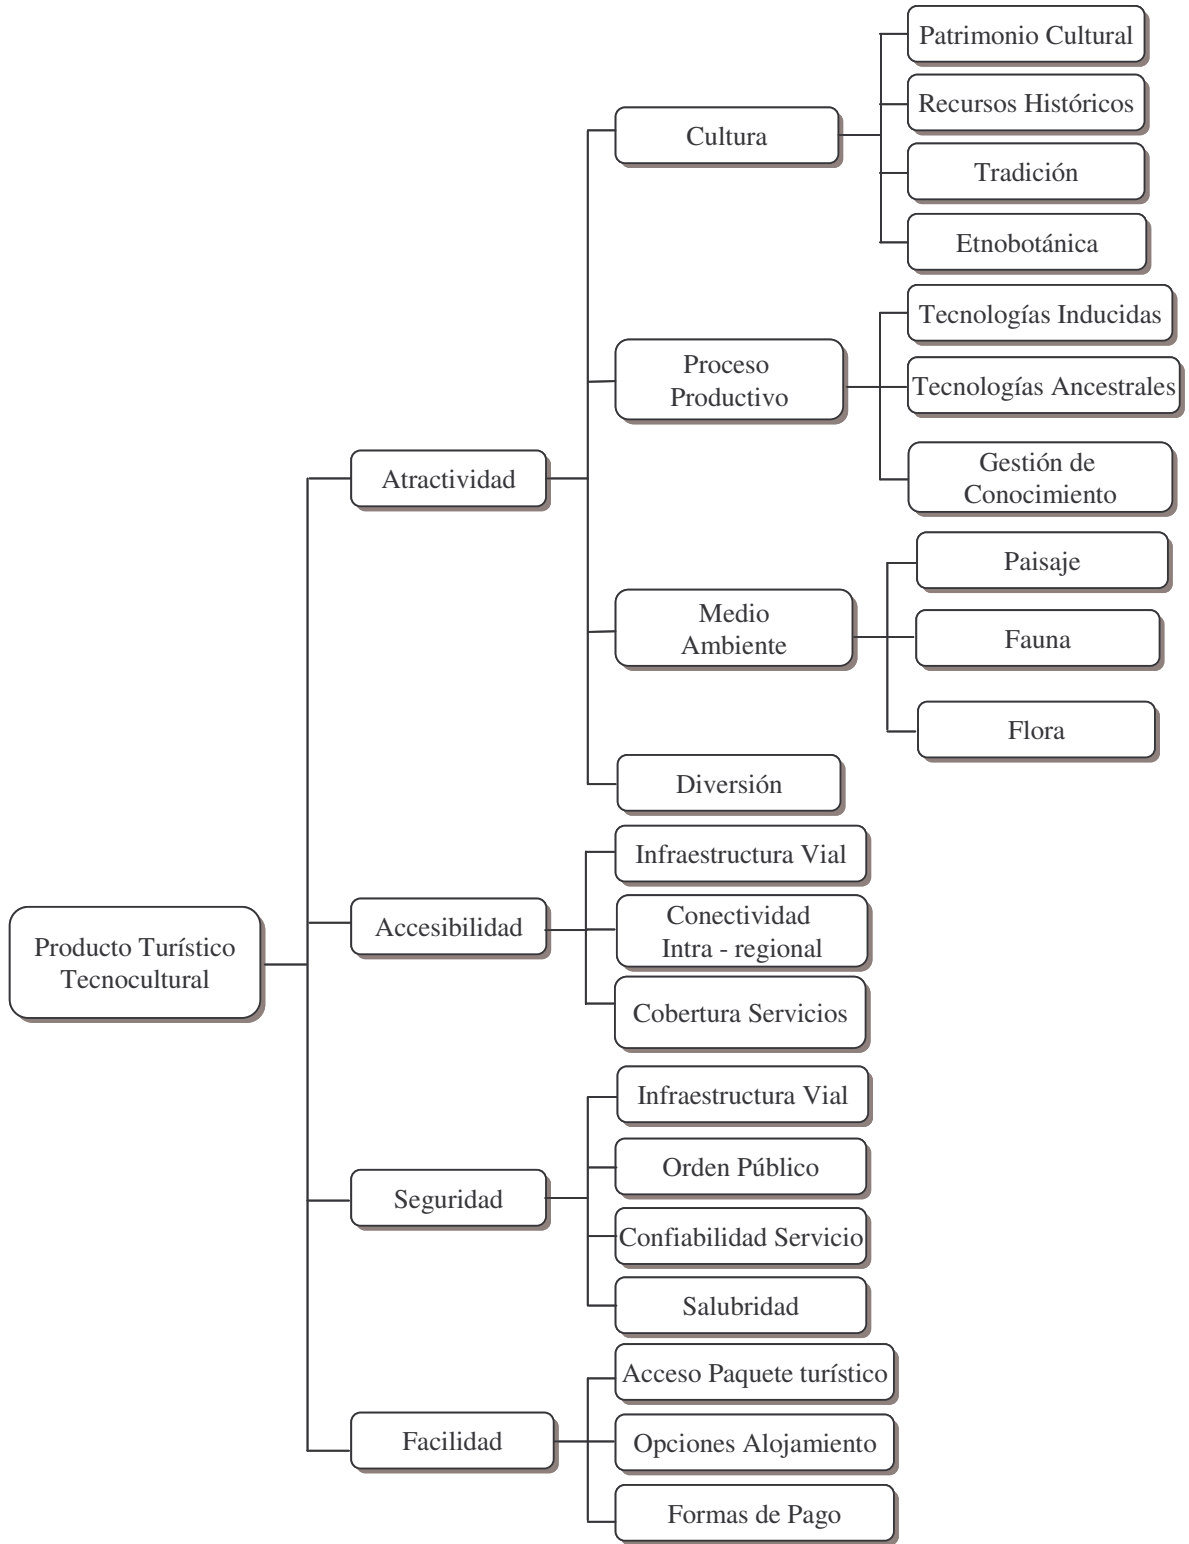 Patrimonio Cultural
Recursos Históricos
Cultura
Tradición
Etnobotánica
Tecnologías Inducidas
Proceso
Productivo
Tecnologías Ancestrales
Gestión de
Conocimiento
Atractividad
Paisaje
Medio
Ambiente
Fauna
Flora
Diversión
Infraestructura Vial
Accesibilidad
Conectividad
Intra - regional
Cobertura Servicios
Producto Turístico
Tecnocultural
Infraestructura Vial
Orden Público
Seguridad
Confiabilidad Servicio
Salubridad
Acceso Paquete turístico
Facilidad
Opciones Alojamiento
Formas de Pago